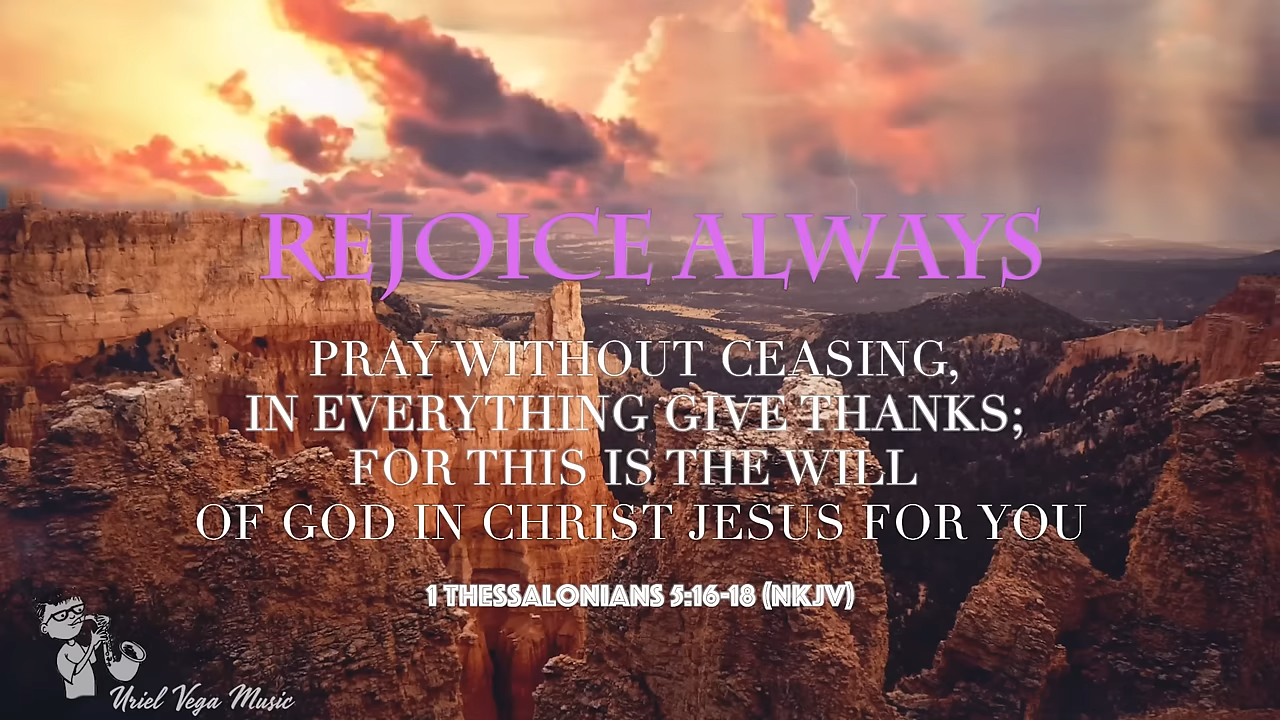 REJOICE ALWAYS
PRAY WITHOUT CEASING,
IN EVERYTHING GIVE THANKS;
FOR THIS IS THE WILL
OF GOD IN CHRIST JESUS FOR YOU
1 THESSALONIANS 5:16-18 (NKJV)
Uriel Vega Music